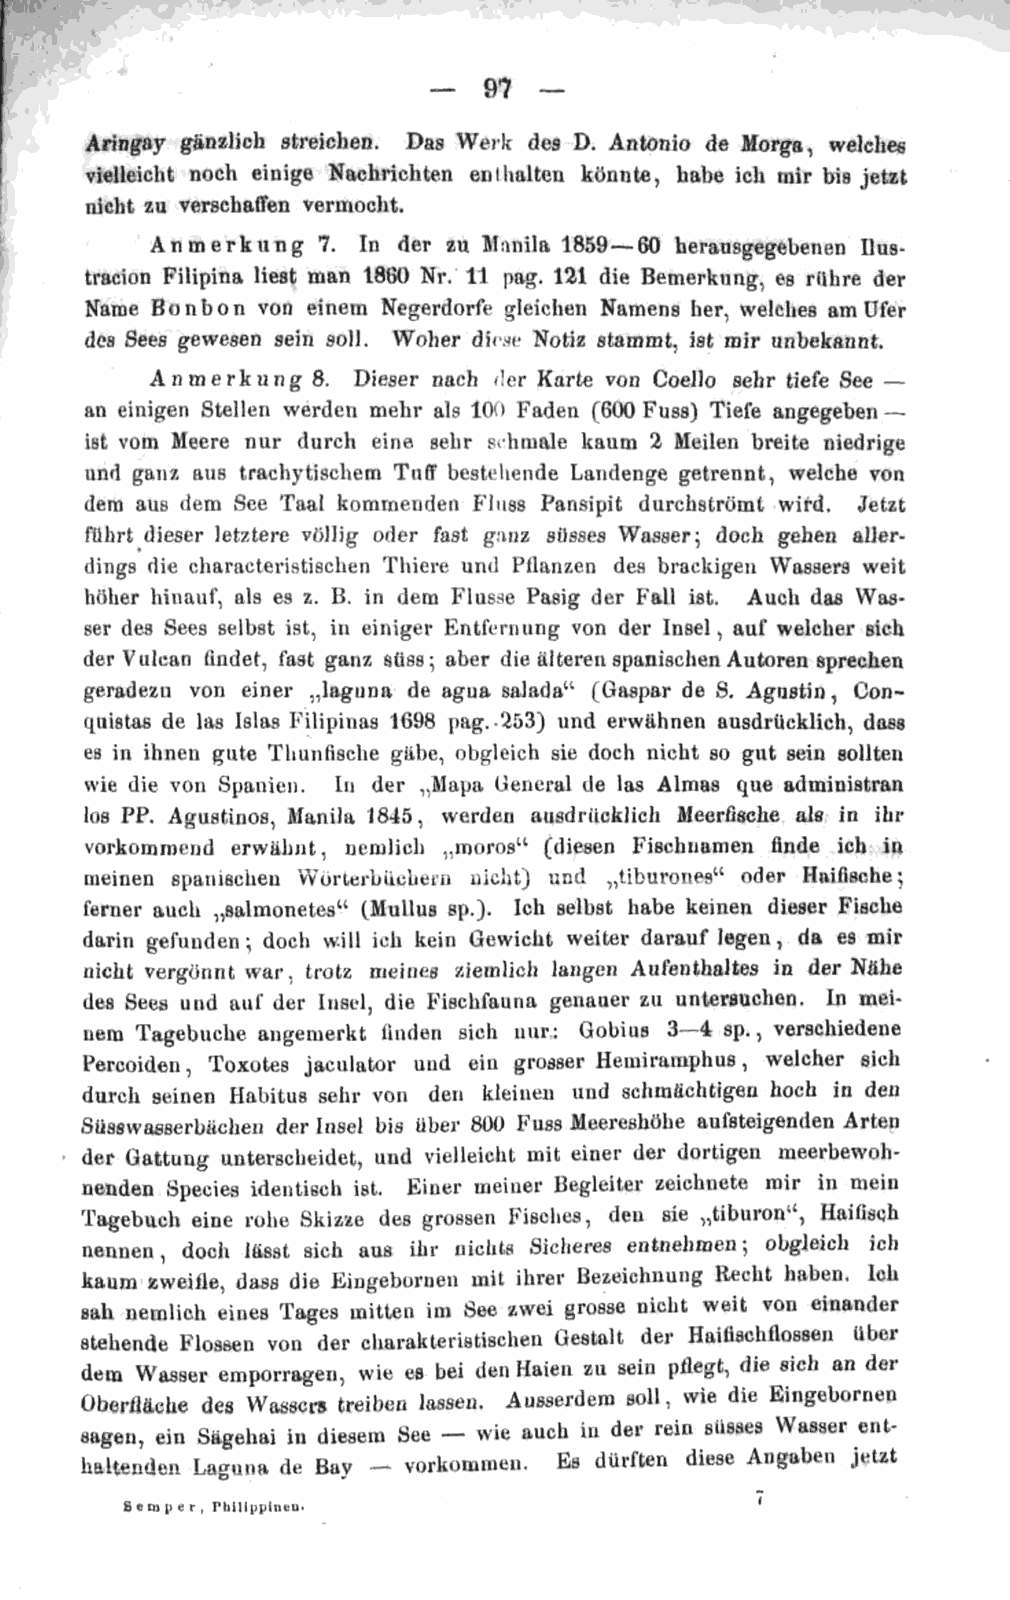 — 97 —
Aringay gänzlich streichen. Das Werk des D. Antonio de Morga, welches
vielleicht noch einige Nachrichten enthalten könnte, habe ich mir bis jetzt
nicht zu verschaffen vermocht.
Anmerkung 7. In der zu Manila 1859—60 herausgegebenen Ilus-
tracion Filipina liest man 1860 Nr. 11 pag. 121 die Bemerkung, es rühre der
Name Bonbon von einem Negerdorfe gleichen Namens her, welches am Ufer
des Sees gewesen sein soll. Woher diese Notiz stammt, ist mir unbekannt.
Anmerkung 8. Dieser nach der Karte von Coello sehr tiefe See —
an einigen Stellen werden mehr als 100 Faden (600 Fuss) Tiefe angegeben —
ist vom Meere nur durch eine sehr schmale kaum 2 Meilen breite niedrige
und ganz aus trachytischem Tuff bestehende Landenge getrennt, welche von
dem aus dem See Taal kommenden Fluss Pansipit durchströmt wird. Jetzt
führt dieser letztere völlig oder fast ganz süsses Wasser; doch gehen aller-
dings die characteristischen Thiere und Pflanzen des brackigen Wassers weit
höher hinauf, als es z. B. in dem Flusse Pasig der Fall ist. Auch das Was-
ser des Sees selbst ist, in einiger Entfernung von der Insel, auf welcher sich
der Vulcan findet, fast ganz süss; aber die älteren spanischen Autoren sprechen
geradezu von einer „laguna de agua salada“ (Gaspar de S. Agustin, Con-
quistas de las Islas Filipinas 1698 pag. 253) und erwähnen ausdrücklich, dass
es in ihnen gute Thunfische gäbe, obgleich sie doch nicht so gut sein sollten
wie die von Spanien. In der „Mapa General de las Almas que administran
los PP. Agustinos, Manila 1845, werden ausdrücklich Meerfische als in ihr
vorkommend erwähnt, nemlich „moros“ (diesen Fischnamen finde ich in
meinen spanischen Wörterbüchern nicht) und „tiburones“ oder Haifische;
ferner auch „salmonetes“ (Mullus sp.). Ich selbst habe keinen dieser Fische
darin gefunden; doch will ich kein Gewicht weiter darauf legen, da es mir
nicht vergönnt war, trotz meines ziemlich langen Aufenthaltes in der Nähe
des Sees und auf der Insel, die Fischfauna genauer zu untersuchen. In mei-
nem Tagebuche angemerkt finden sich nur: Gobius 3—4 sp., verschiedene
Percoiden, Toxotes jaculator und ein grosser Hemiramphus, welcher sich
durch seinen Habitus sehr von den kleinen und schmächtigen hoch in den
Süsswasserbächen der Insel bis über 800 Fuss Meereshöhe aufsteigenden Arten
der Gattung unterscheidet, und vielleicht mit einer der dortigen meerbewoh-
nenden Species identisch ist. Einer meiner Begleiter zeichnete mir in mein
Tagebuch eine rohe Skizze des grossen Fisches, den sie „tiburon“, Haifisch
nennen, doch lässt sich aus ihr nichts Sicheres entnehmen; obgleich ich
kaum zweifle, dass die Eingebornen mit ihrer Bezeichnung Recht haben. Ich
sah nemlich eines Tages mitten im See zwei grosse nicht weit von einander
stehende Flossen von der charakteristischen Gestalt der Haifischflossen über
dem Wasser emporragen, wie es bei den Haien zu sein pflegt, die sich an der
Oberfläche des Wassers treiben lassen. Ausserdem soll, wie die Eingebornen
sagen, ein Sägehai in diesem See — wie auch in der rein süsses Wasser ent-
haltenden Laguna de Bay — vorkommen. Es dürften diese Angaben jetzt
Semper, Philippinen. 7